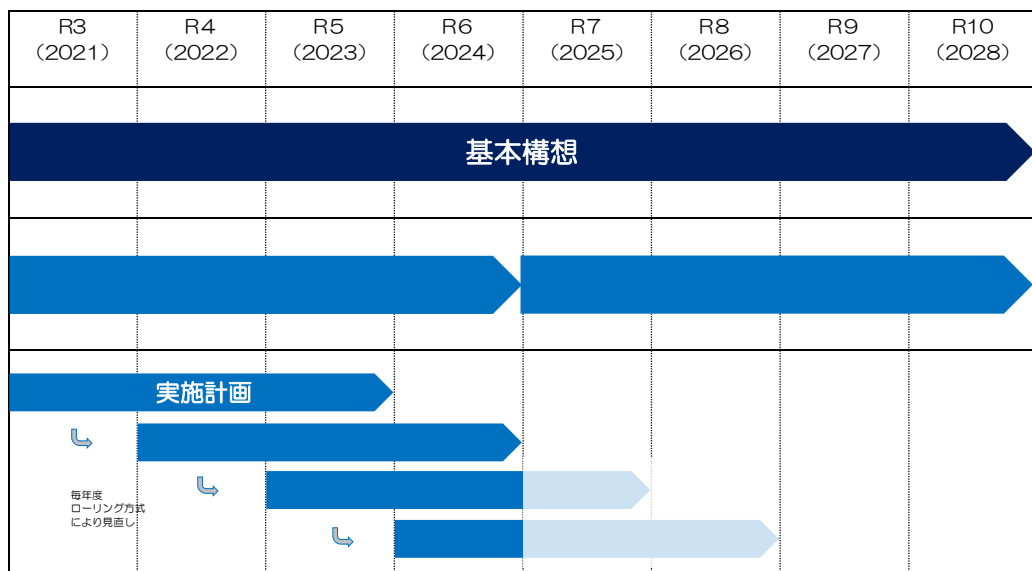 R3
(2021)
R4
(2022)
R5
(2023)
R6
(2024)
R7
(2025)
R8
(2026)
R9
(2027)
R10
(2028)
基本構想
実施計画
毎年度
ローリング方式
により見直し